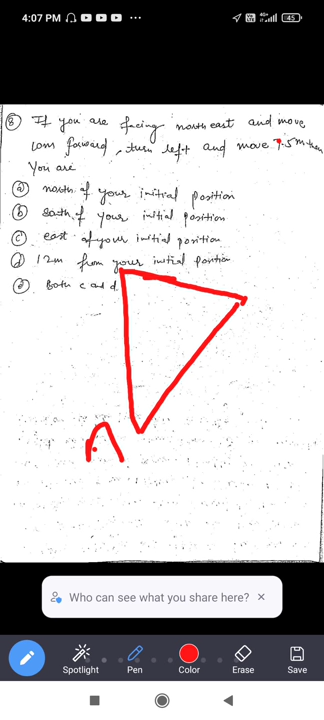 4:07 PM
45
8 If you are facing north east and move
10m forward, turn left and move 7.5m then
You are
a north of your initial position
b south of your initial position
c east of your initial position
d 12m from your initial position
e Both c and d
Who can see what you share here? ×
Spotlight Pen Color Erase Save